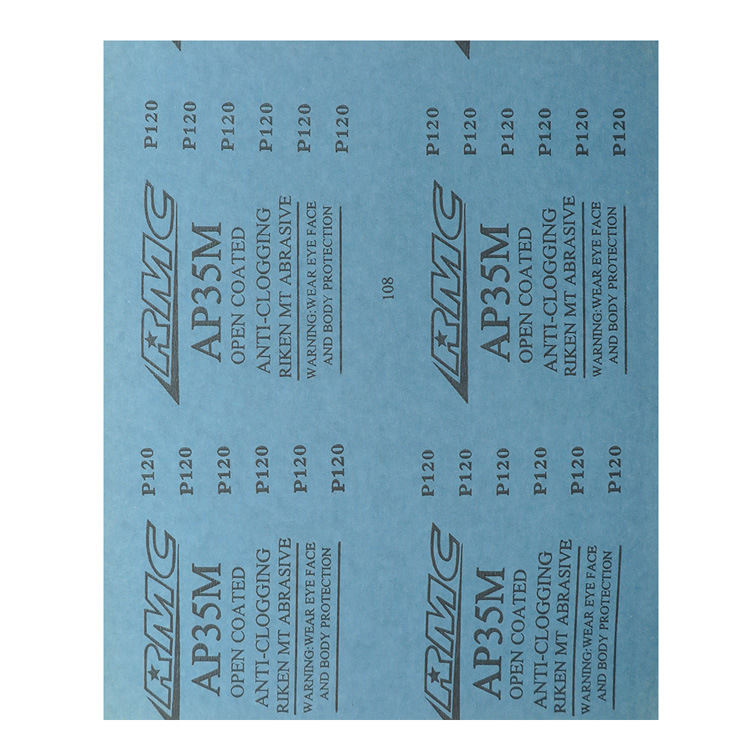 RMC
AP35M
OPEN COATED
ANTI-CLOGGING
RIKEN MT ABRASIVE
WARNING:WEAR EYE FACE
AND BODY PROTECTION
P120
P120
P120
P120
P120
P120
RMC
AP35M
OPEN COATED
ANTI-CLOGGING
RIKEN MT ABRASIVE
WARNING:WEAR EYE FACE
AND BODY PROTECTION
P120
P120
P120
P120
P120
P120
108
RMC
AP35M
OPEN COATED
ANTI-CLOGGING
RIKEN MT ABRASIVE
WARNING:WEAR EYE FACE
AND BODY PROTECTION
P120
P120
P120
P120
P120
P120
RMC
AP35M
OPEN COATED
ANTI-CLOGGING
RIKEN MT ABRASIVE
WARNING:WEAR EYE FACE
AND BODY PROTECTION
P120
P120
P120
P120
P120
P120